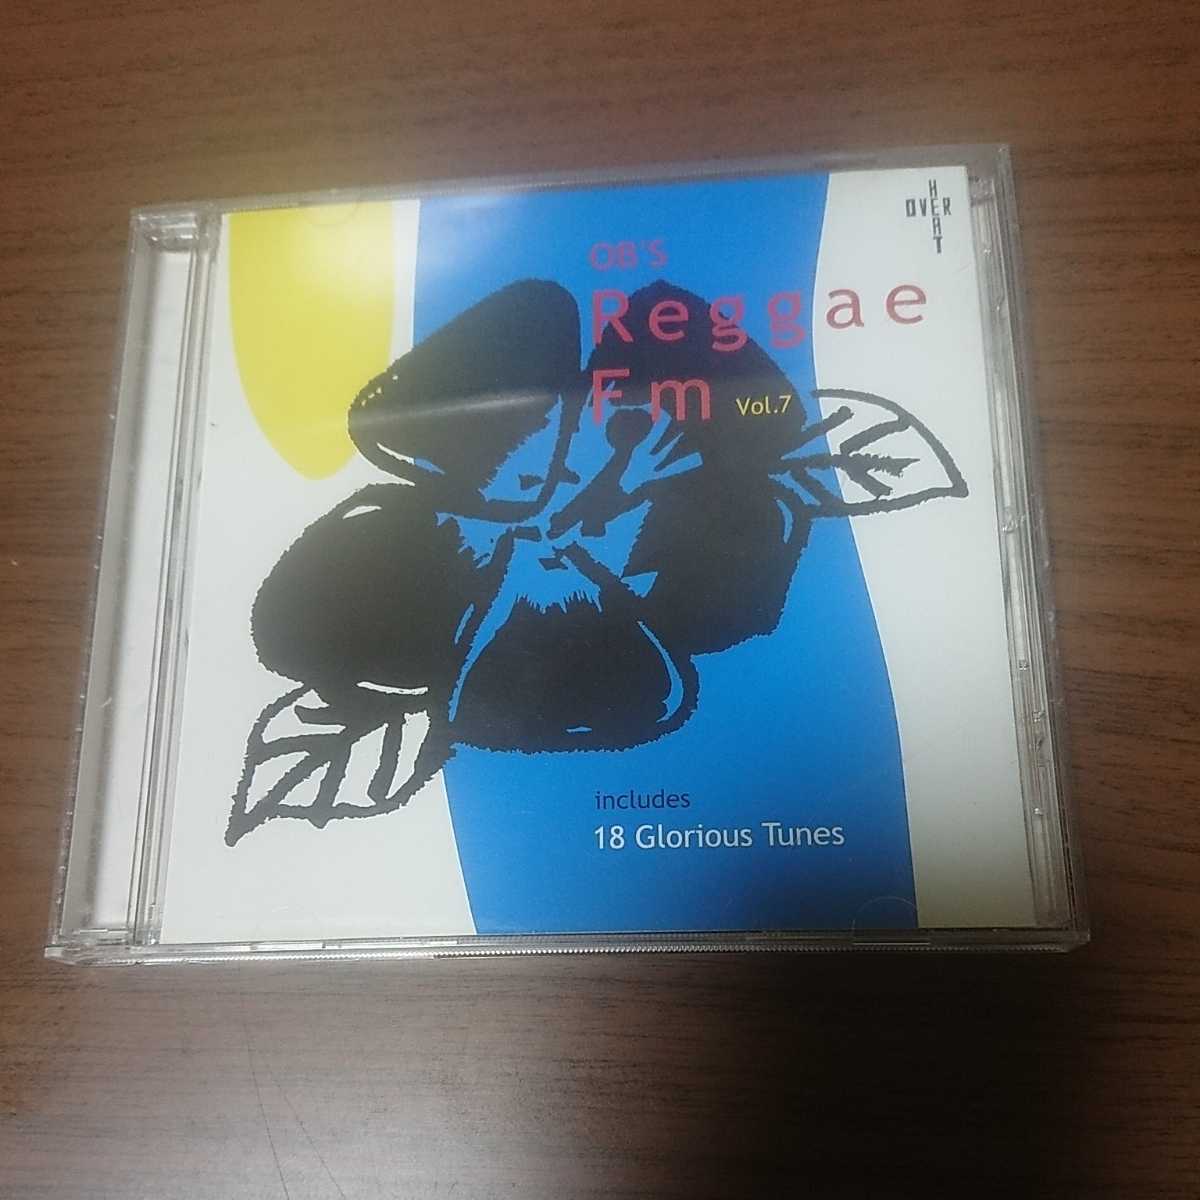 OVER HEAT
OB'S
Reggae
Fm Vol.7
includes
18 Glorious Tunes